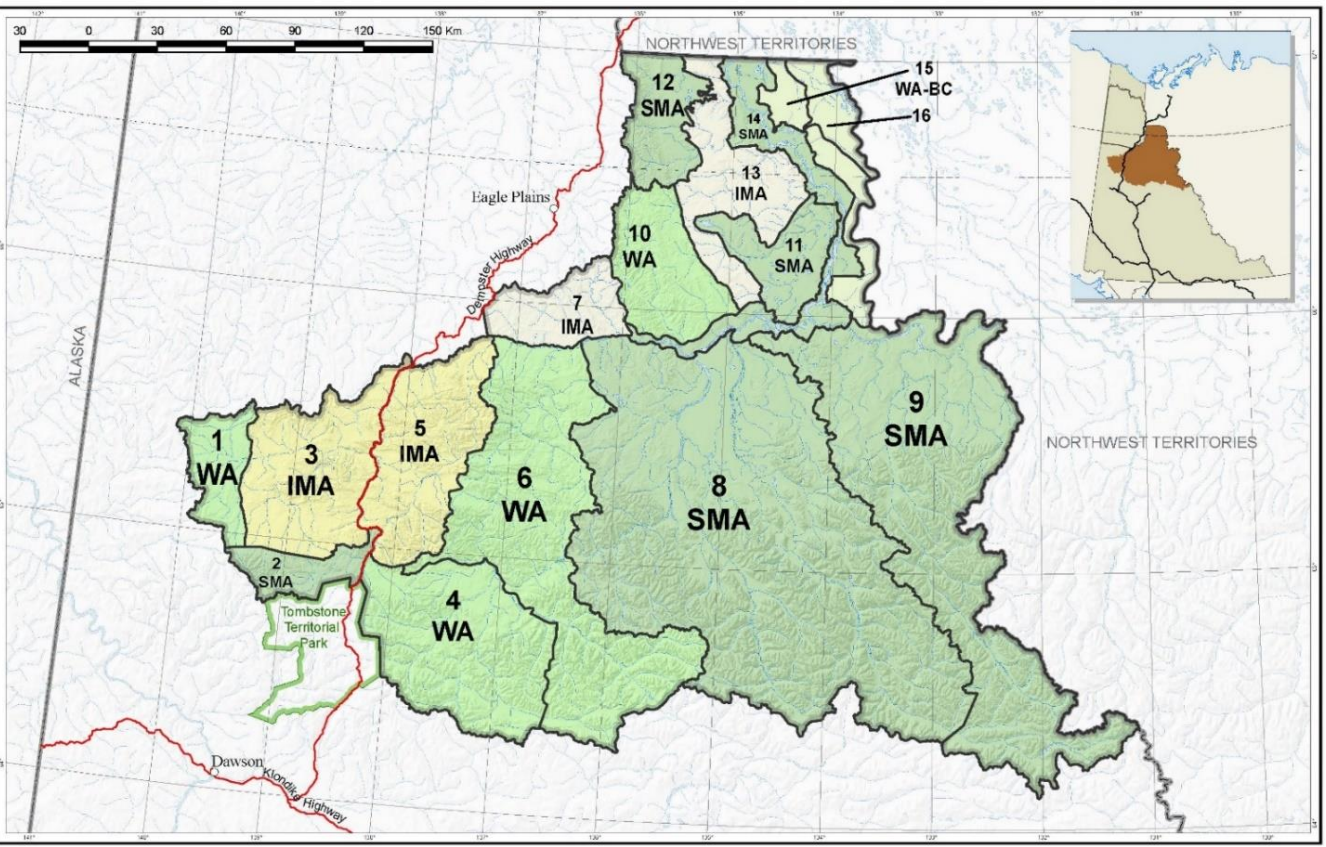 30 0 30 60 90 120 150 Km
NORTHWEST TERRITORIES
12
SMA
15
WA-BC
14
SMA
16
13
IMA
Eagle Plains
10
WA
11
SMA
Dempster Highway
7
IMA
ALASKA
9
SMA
NORTHWEST TERRITORIES
1
WA
3
IMA
5
IMA
6
WA
8
SMA
2
SMA
Tombstone
Territorial
Park
4
WA
Dawson
Klondike Highway